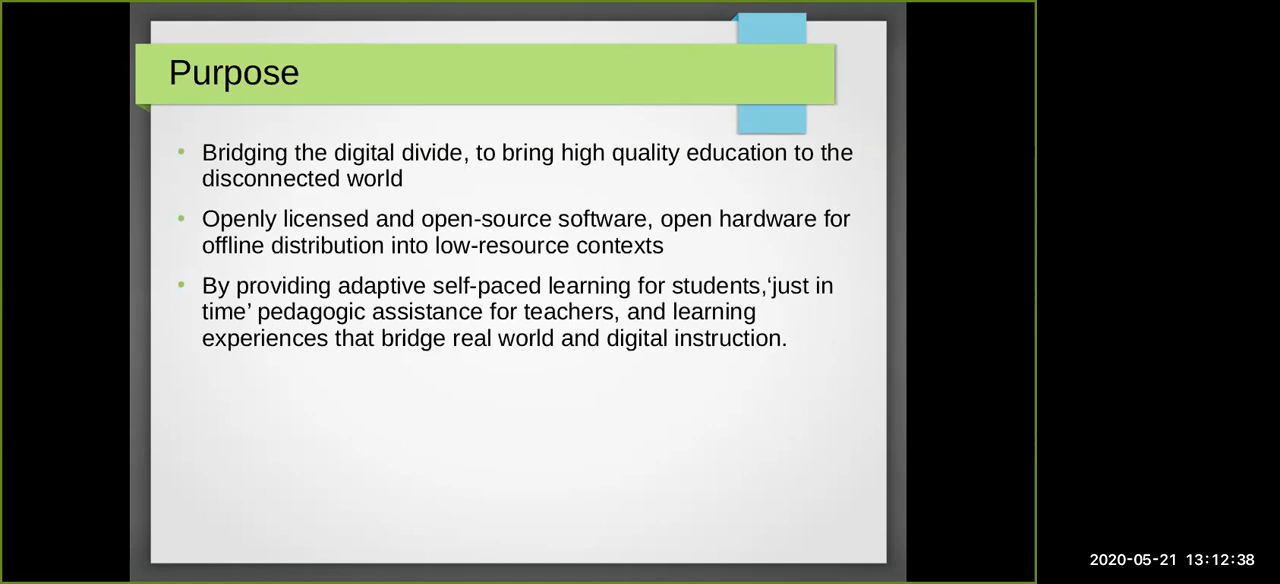 Purpose
Bridging the digital divide, to bring high quality education to the
disconnected world
Openly licensed and open-source software, open hardware for
offline distribution into low-resource contexts
By providing adaptive self-paced learning for students,‘just in
time’ pedagogic assistance for teachers, and learning
experiences that bridge real world and digital instruction.
2020-05-21 13:12:38